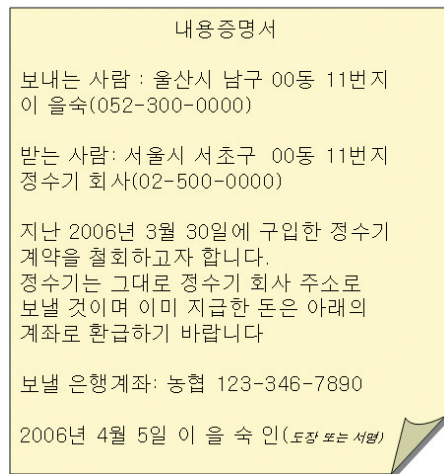 내용증명서
보내는 사람 : 울산시 남구 00동 11번지
이 을숙(052-300-0000)
받는 사람: 서울시 서초구 00동 11번지
정수기 회사(02-500-0000)
지난 2006년 3월 30일에 구입한 정수기
계약을 철회하고자 합니다.
정수기는 그대로 정수기 회사 주소로
보낼 것이며 이미 지급한 돈은 아래의
계좌로 환급하기 바랍니다
보낼 은행계좌: 농협 123-346-7890
2006년 4월 5일 이 을 숙 인(도장 또는 서명)